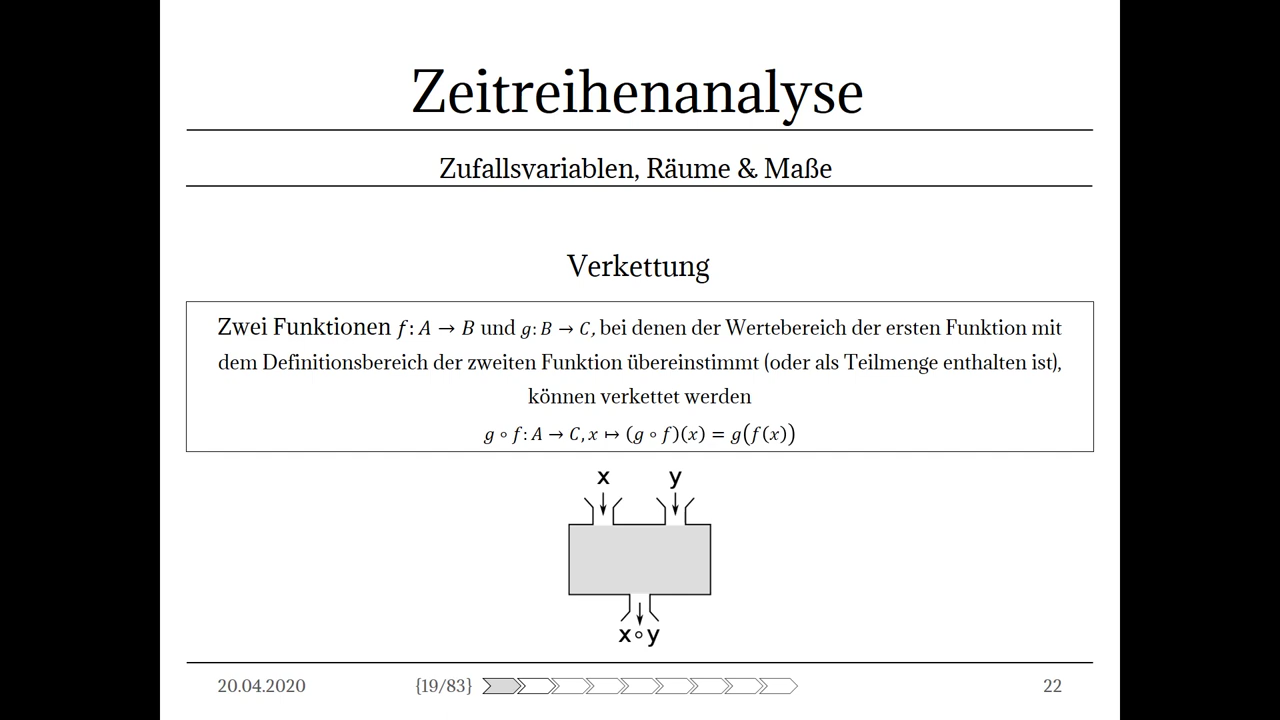 Zeitreihenanalyse
Zufallsvariablen, Räume & Maße
Verkettung
Zwei Funktionen f: A → B und g: B → C, bei denen der Wertebereich der ersten Funktion mit
dem Definitionsbereich der zweiten Funktion übereinstimmt (oder als Teilmenge enthalten ist),
können verkettet werden
g ∘ f: A → C, x ↦ (g ∘ f)(x) = g(f(x))
x y
x∘y
20.04.2020 {19/83} 22